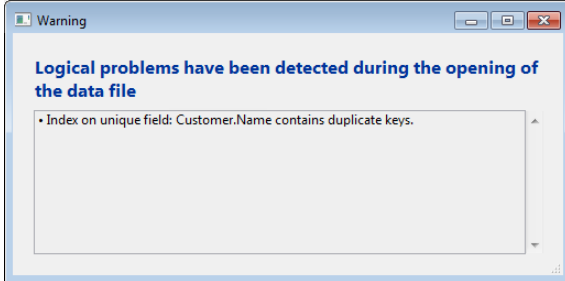 Warning
Logical problems have been detected during the opening of
the data file
• Index on unique field: Customer.Name contains duplicate keys.